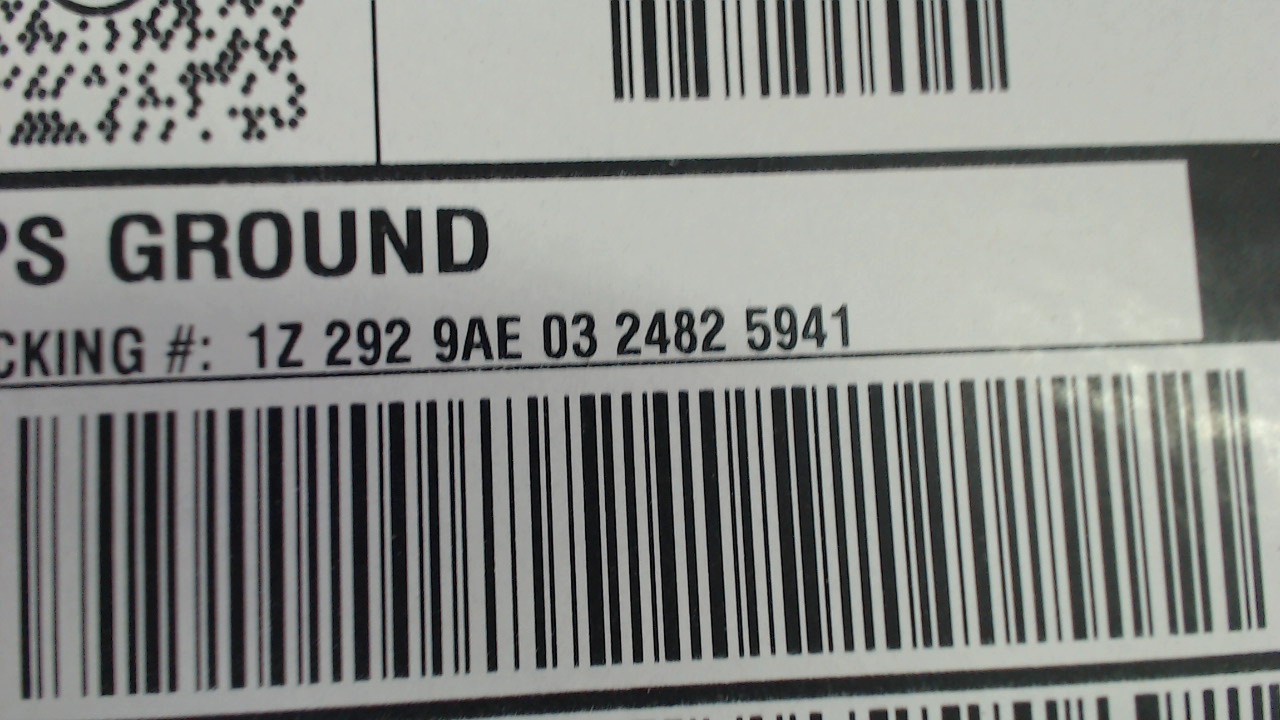 PS GROUND
CKING #: 1Z 292 9AE 03 2482 5941